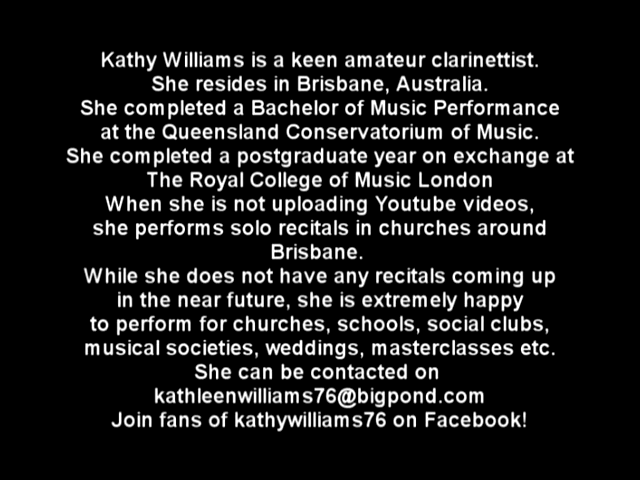 Kathy Williams is a keen amateur clarinettist.
She resides in Brisbane, Australia.
She completed a Bachelor of Music Performance
at the Queensland Conservatorium of Music.
She completed a postgraduate year on exchange at
The Royal College of Music London
When she is not uploading Youtube videos,
she performs solo recitals in churches around
Brisbane.
While she does not have any recitals coming up
in the near future, she is extremely happy
to perform for churches, schools, social clubs,
musical societies, weddings, masterclasses etc.
She can be contacted on
kathleenwilliams76@bigpond.com
Join fans of kathywilliams76 on Facebook!